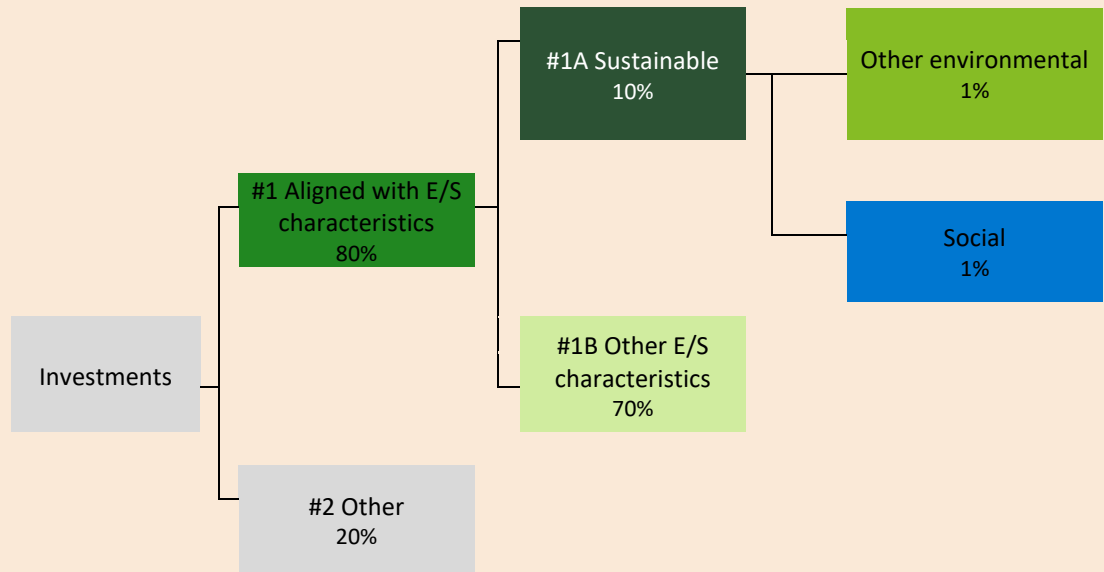 Investments
#1 Aligned with E/S
characteristics
80%
#2 Other
20%
#1A Sustainable
10%
#1B Other E/S
characteristics
70%
Other environmental
1%
Social
1%